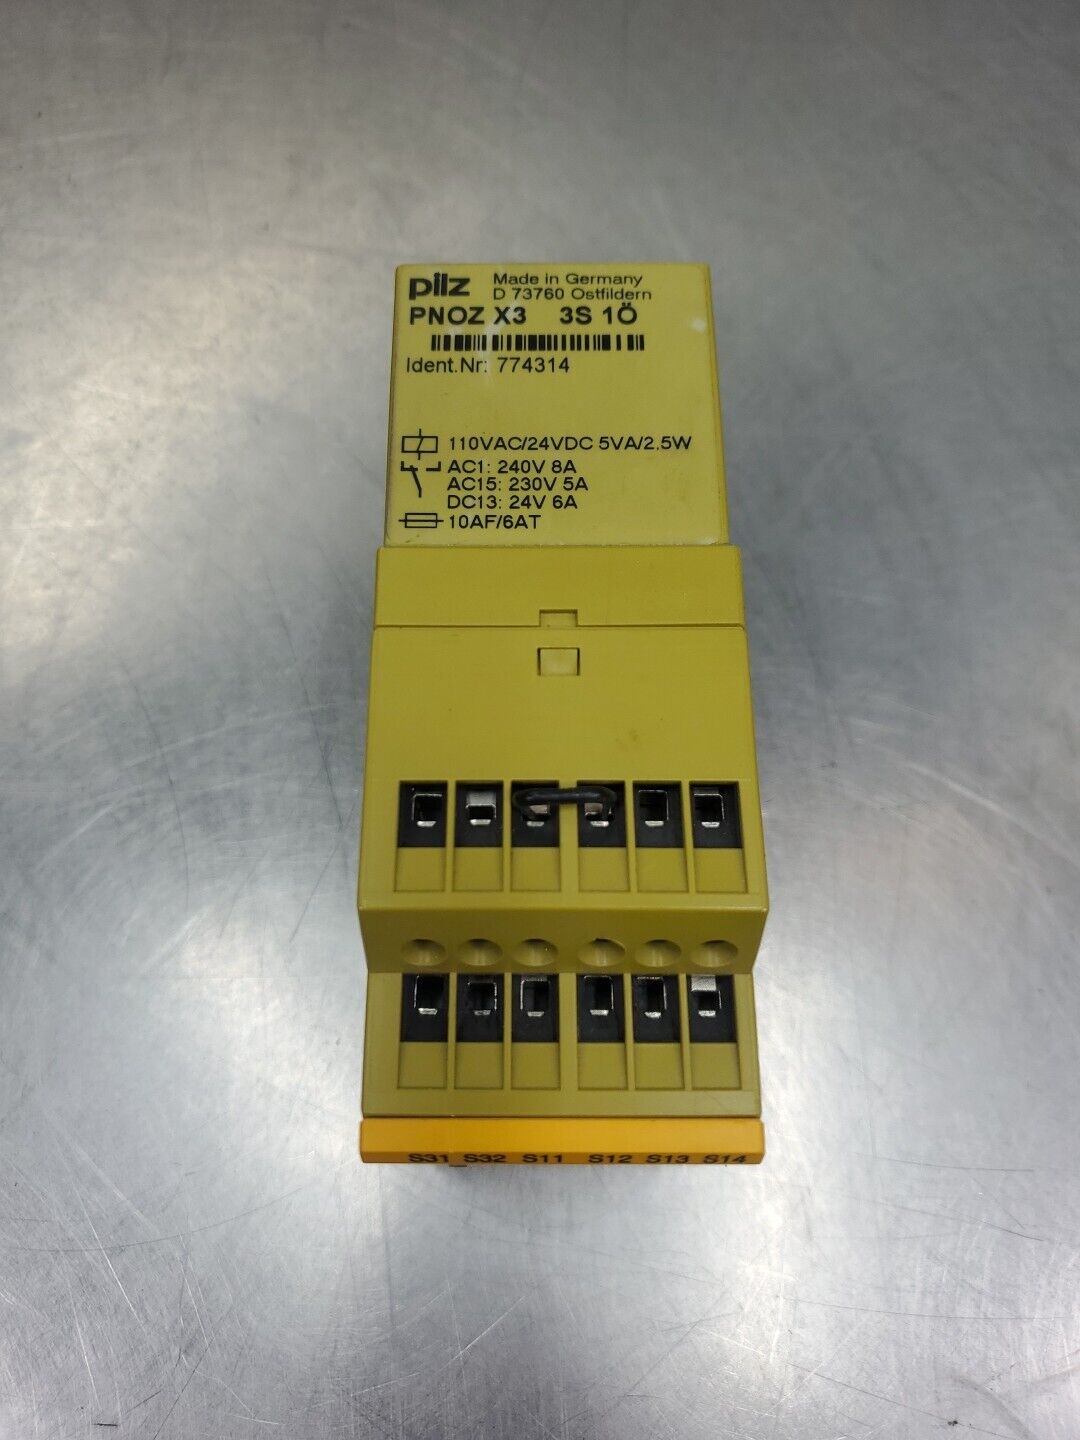 pilz Made in Germany
D 73760 Ostfildern
PNOZ X3 3S 1Ö
Ident.Nr: 774314
110VAC/24VDC 5VA/2.5W
AC1: 240V 8A
AC15: 230V 5A
DC13: 24V 6A
10AF/6AT
S31 S32 S11 S12 S13 S14